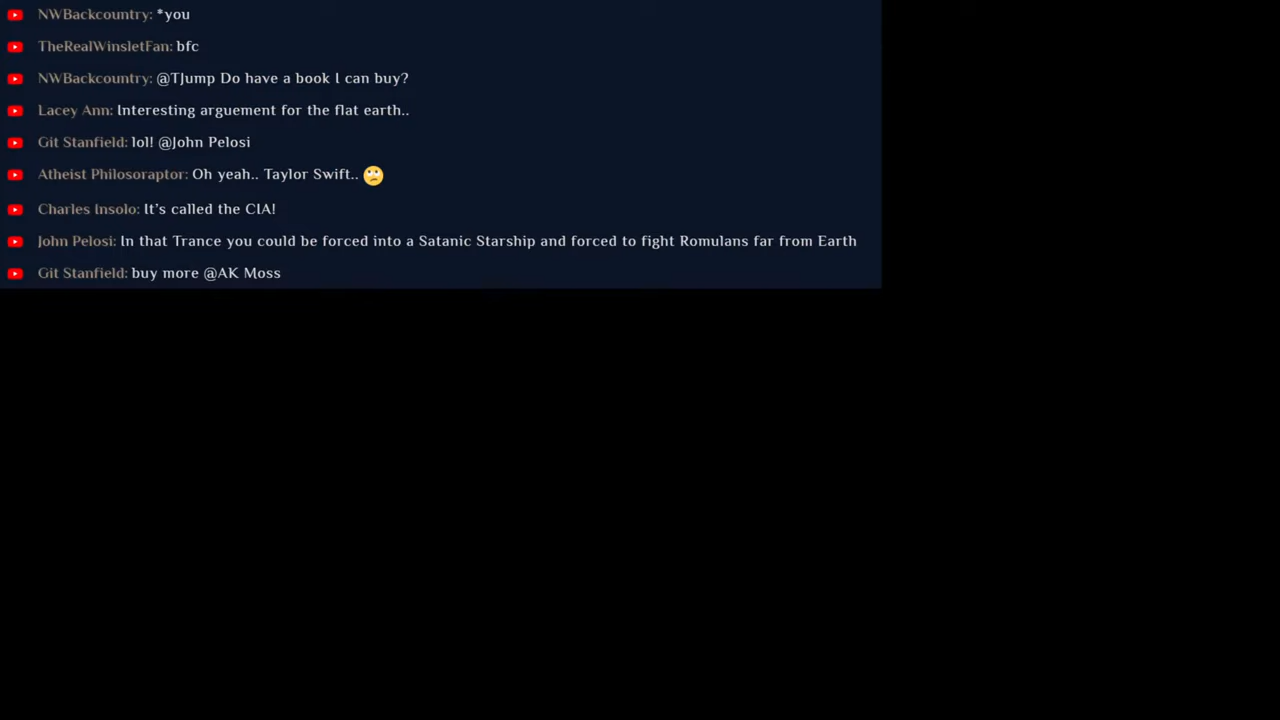 NWBackcountry: *you
TheRealWinsletFan: bfc
NWBackcountry: @TJump Do have a book I can buy?
Lacey Ann: Interesting arguement for the flat earth..
Git Stanfield: lol! @John Pelosi
Atheist Philosoraptor: Oh yeah.. Taylor Swift.. 🙄
Charles Insolo: It's called the CIA!
John Pelosi: In that Trance you could be forced into a Satanic Starship and forced to fight Romulans far from Earth
Git Stanfield: buy more @AK Moss